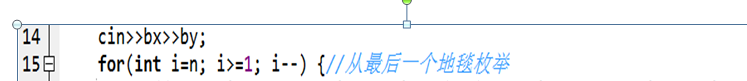 14 cin>>bx>>by;
15 for(int i=n; i>=1; i--) {//从最后一个地毯枚举